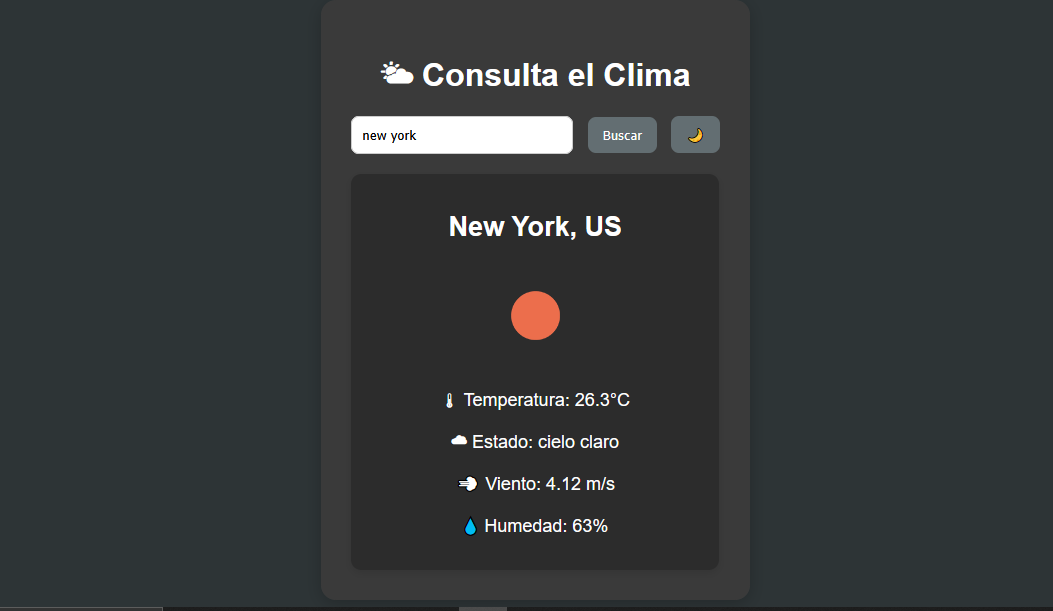 Consulta el Clima
new york
Buscar
New York, US
Temperatura: 26.3°C
Estado: cielo claro
Viento: 4.12 m/s
Humedad: 63%